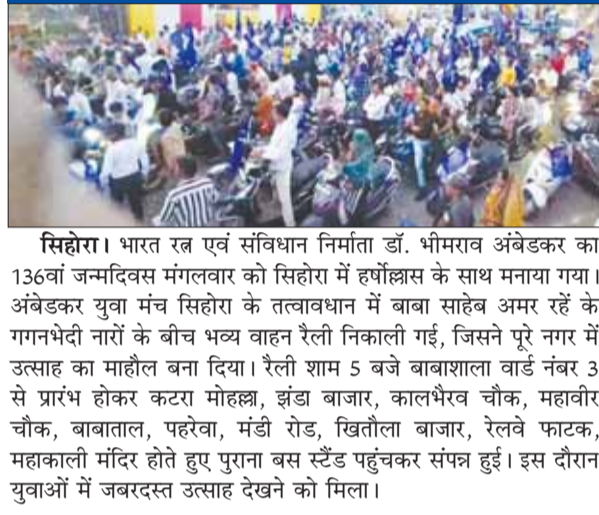 सिहोरा। भारत रत्न एवं संविधान निर्माता डॉ. भीमराव अंबेडकर का
136वां जन्मदिवस मंगलवार को सिहोरा में हर्षोल्लास के साथ मनाया गया।
अंबेडकर युवा मंच सिहोरा के तत्वावधान में बाबा साहेब अमर रहें के
गगनभेदी नारों के बीच भव्य वाहन रैली निकाली गई, जिसने पूरे नगर में
उत्साह का माहौल बना दिया। रैली शाम 5 बजे बाबाशाला वार्ड नंबर 3
से प्रारंभ होकर कटरा मोहल्ला, झंडा बाजार, कालभैरव चौक, महावीर
चौक, बाबाताल, पहरेवा, मंडी रोड, खितौला बाजार, रेलवे फाटक,
महाकाली मंदिर होते हुए पुराना बस स्टैंड पहुंचकर संपन्न हुई। इस दौरान
युवाओं में जबरदस्त उत्साह देखने को मिला।